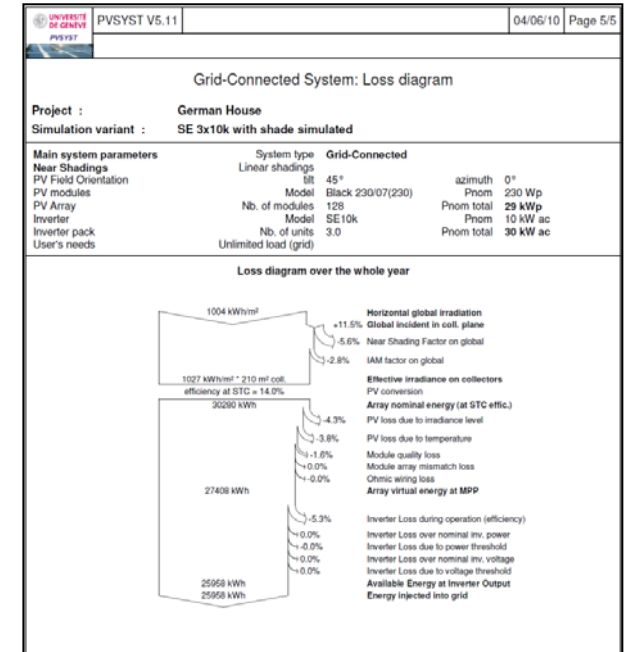 UNIVERSITÉ DE GENÈVE PVSYST PVSYST V5.11 04/06/10 Page 5/5
Grid-Connected System: Loss diagram
Project : German House
Simulation variant : SE 3x10k with shade simulated
Main system parameters System type Grid-Connected
Near Shadings Linear shadings
PV Field Orientation tilt 45° azimuth 0°
PV modules Model Black 230/07(230) Pnom 230 Wp
PV Array Nb. of modules 128 Pnom total 29 kWp
Inverter Model SE10k Pnom 10 kW ac
Inverter pack Nb. of units 3.0 Pnom total 30 kW ac
User's needs Unlimited load (grid)
Loss diagram over the whole year
1004 kWh/m² Horizontal global irradiation
+11.5% Global incident in coll. plane
-5.6% Near Shading Factor on global
-2.8% IAM factor on global
1027 kWh/m² * 210 m² coll. Effective irradiance on collectors
efficiency at STC = 14.0% PV conversion
30280 kWh Array nominal energy (at STC effic.)
-4.3% PV loss due to irradiance level
-3.8% PV loss due to temperature
-1.6% Module quality loss
+0.0% Module array mismatch loss
-0.0% Ohmic wiring loss
27408 kWh Array virtual energy at MPP
-5.3% Inverter Loss during operation (efficiency)
+0.0% Inverter Loss over nominal inv. power
-0.0% Inverter Loss due to power threshold
+0.0% Inverter Loss over nominal inv. voltage
+0.0% Inverter Loss due to voltage threshold
25958 kWh Available Energy at Inverter Output
25958 kWh Energy injected into grid